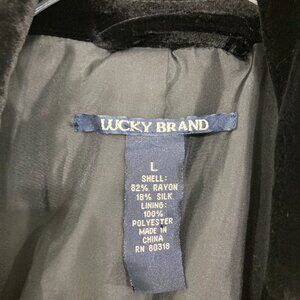 LUCKY BRAND
L
SHELL:
82% RAYON
18% SILK
LINING:
100%
POLYESTER
MADE IN
CHINA
RN 80318